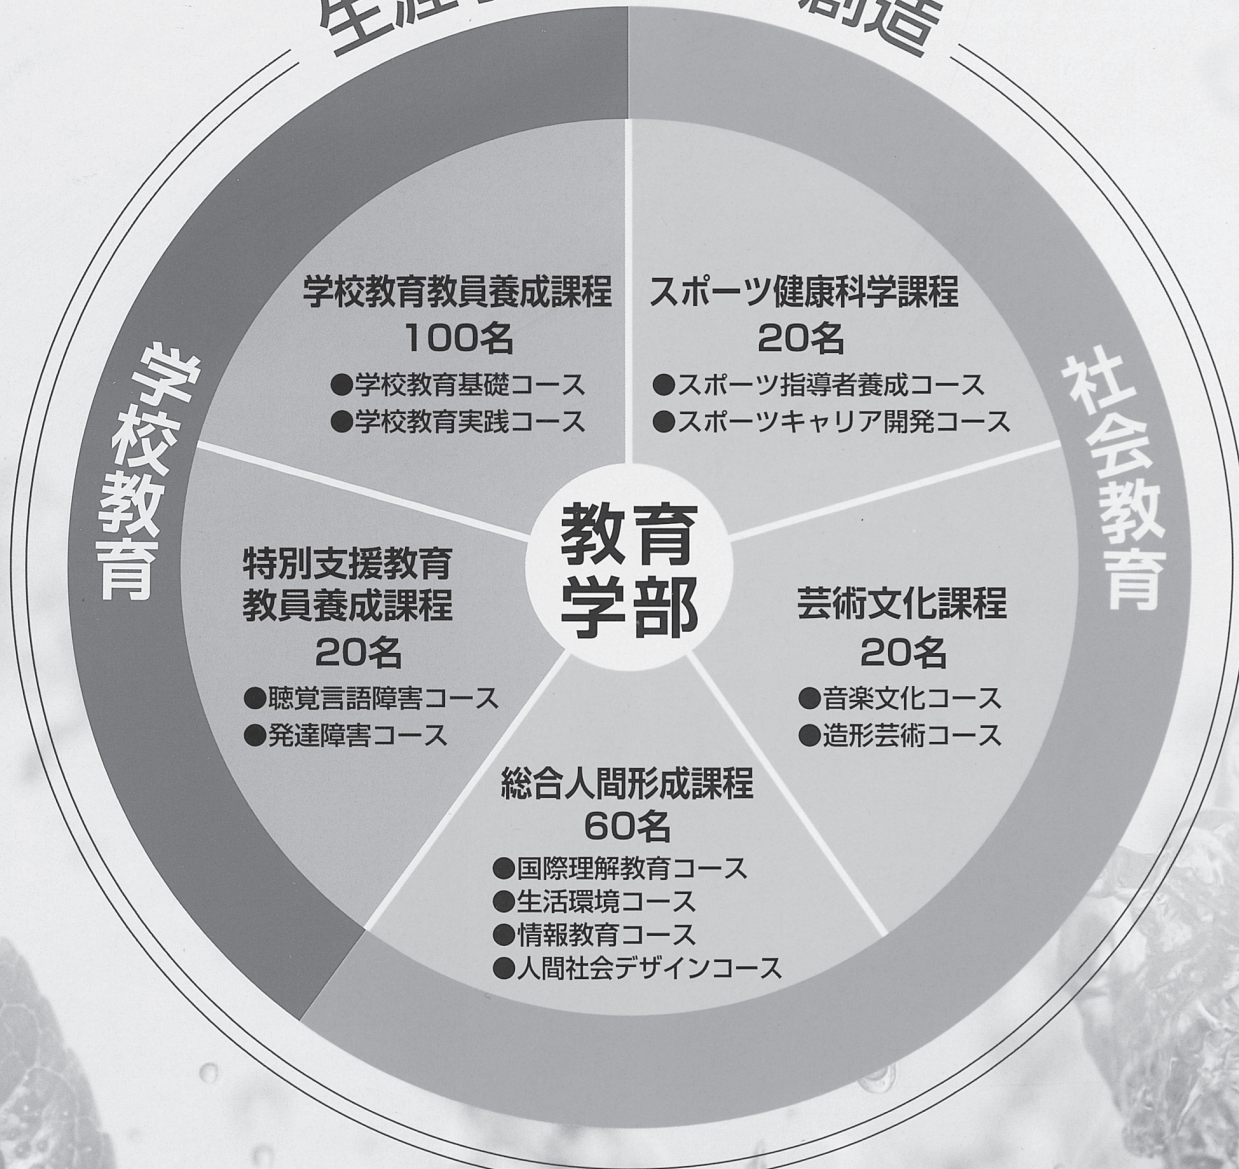 生涯
創造
学校教育
社会教育
教育
学部
学校教育教員養成課程
100名
●学校教育基礎コース
●学校教育実践コース
スポーツ健康科学課程
20名
●スポーツ指導者養成コース
●スポーツキャリア開発コース
特別支援教育
教員養成課程
20名
●聴覚言語障害コース
●発達障害コース
芸術文化課程
20名
●音楽文化コース
●造形芸術コース
総合人間形成課程
60名
●国際理解教育コース
●生活環境コース
●情報教育コース
●人間社会デザインコース